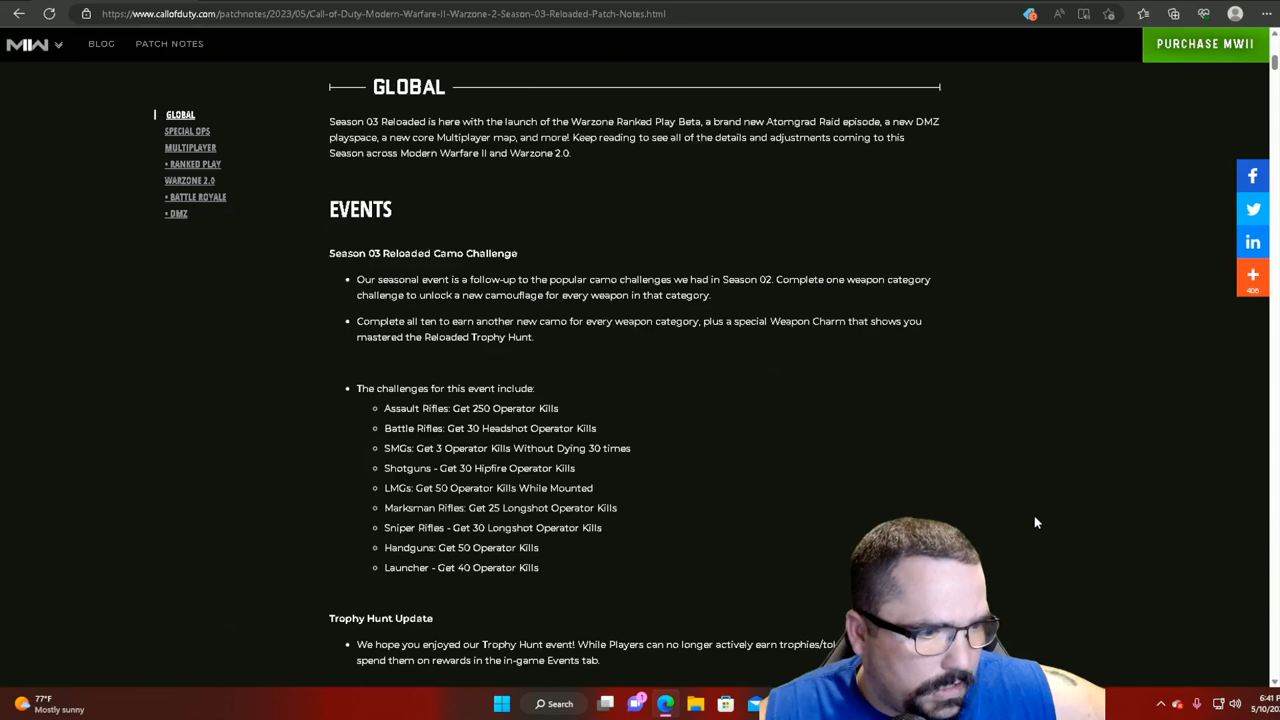 https://www.callofduty.com/patchnotes/2023/05/Call-of-Duty-Modern-Warfare-II-Warzone-2-Season-03-Reloaded-Patch-Notes.html
MWII
BLOG
PATCH NOTES
PURCHASE MWII
GLOBAL
SPECIAL OPS
MULTIPLAYER
• RANKED PLAY
WARZONE 2.0
• BATTLE ROYALE
• DMZ
GLOBAL
Season 03 Reloaded is here with the launch of the Warzone Ranked Play Beta, a brand new Atomgrad Raid episode, a new DMZ
playspace, a new core Multiplayer map, and more! Keep reading to see all of the details and adjustments coming to this
Season across Modern Warfare II and Warzone 2.0.
EVENTS
Season 03 Reloaded Camo Challenge
• Our seasonal event is a follow-up to the popular camo challenges we had in Season 02. Complete one weapon category
challenge to unlock a new camouflage for every weapon in that category.
• Complete all ten to earn another new camo for every weapon category, plus a special Weapon Charm that shows you
mastered the Reloaded Trophy Hunt.
• The challenges for this event include:
Assault Rifles: Get 250 Operator Kills
Battle Rifles: Get 30 Headshot Operator Kills
SMGs: Get 3 Operator Kills Without Dying 30 times
Shotguns - Get 30 Hipfire Operator Kills
LMGs: Get 50 Operator Kills While Mounted
Marksman Rifles: Get 25 Longshot Operator Kills
Sniper Rifles - Get 30 Longshot Operator Kills
Handguns: Get 50 Operator Kills
Launcher - Get 40 Operator Kills
Trophy Hunt Update
• We hope you enjoyed our Trophy Hunt event! While Players can no longer actively earn trophies/to
spend them on rewards in the in-game Events tab.
406
77°F
Mostly sunny
Search
1
6:41
5/10/20